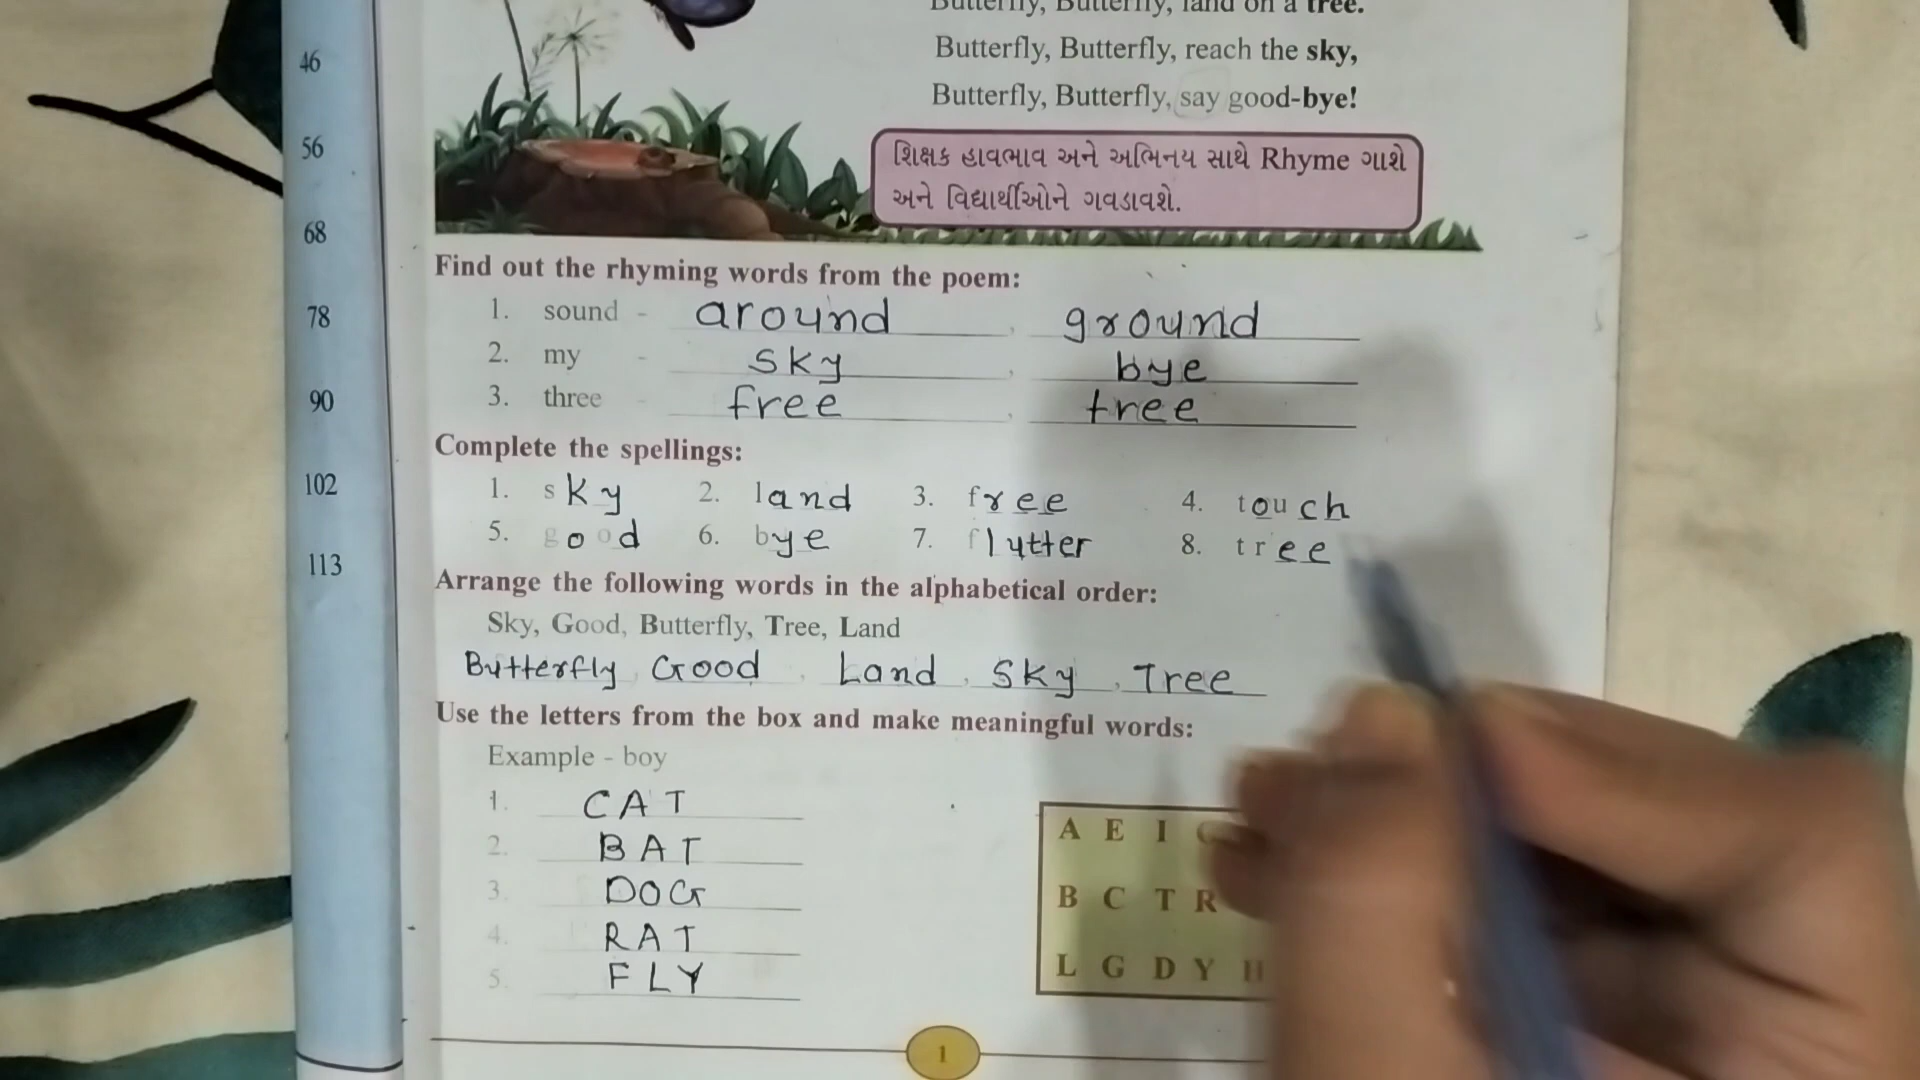 Butterfly, Butterfly, land on a tree.
Butterfly, Butterfly, reach the sky,
Butterfly, Butterfly, say good-bye!
શિક્ષક હાવભાવ અને અભિનય સાથે Rhyme ગાશે
અને વિદ્યાર્થીઓને ગવડાવશે.
46
56
68
78
90
102
113
Find out the rhyming words from the poem:
1. sound - around, ground
2. my - sky, bye
3. three - free, tree
Complete the spellings:
1. sky 2. land 3. free 4. touch
5. good 6. bye 7. flutter 8. tree
Arrange the following words in the alphabetical order:
Sky, Good, Butterfly, Tree, Land
Butterfly, Good, Land, Sky, Tree
Use the letters from the box and make meaningful words:
Example - boy
1. CAT
2. BAT
3. DOG
4. RAT
5. FLY
A E I
B C T R
L G D Y
1